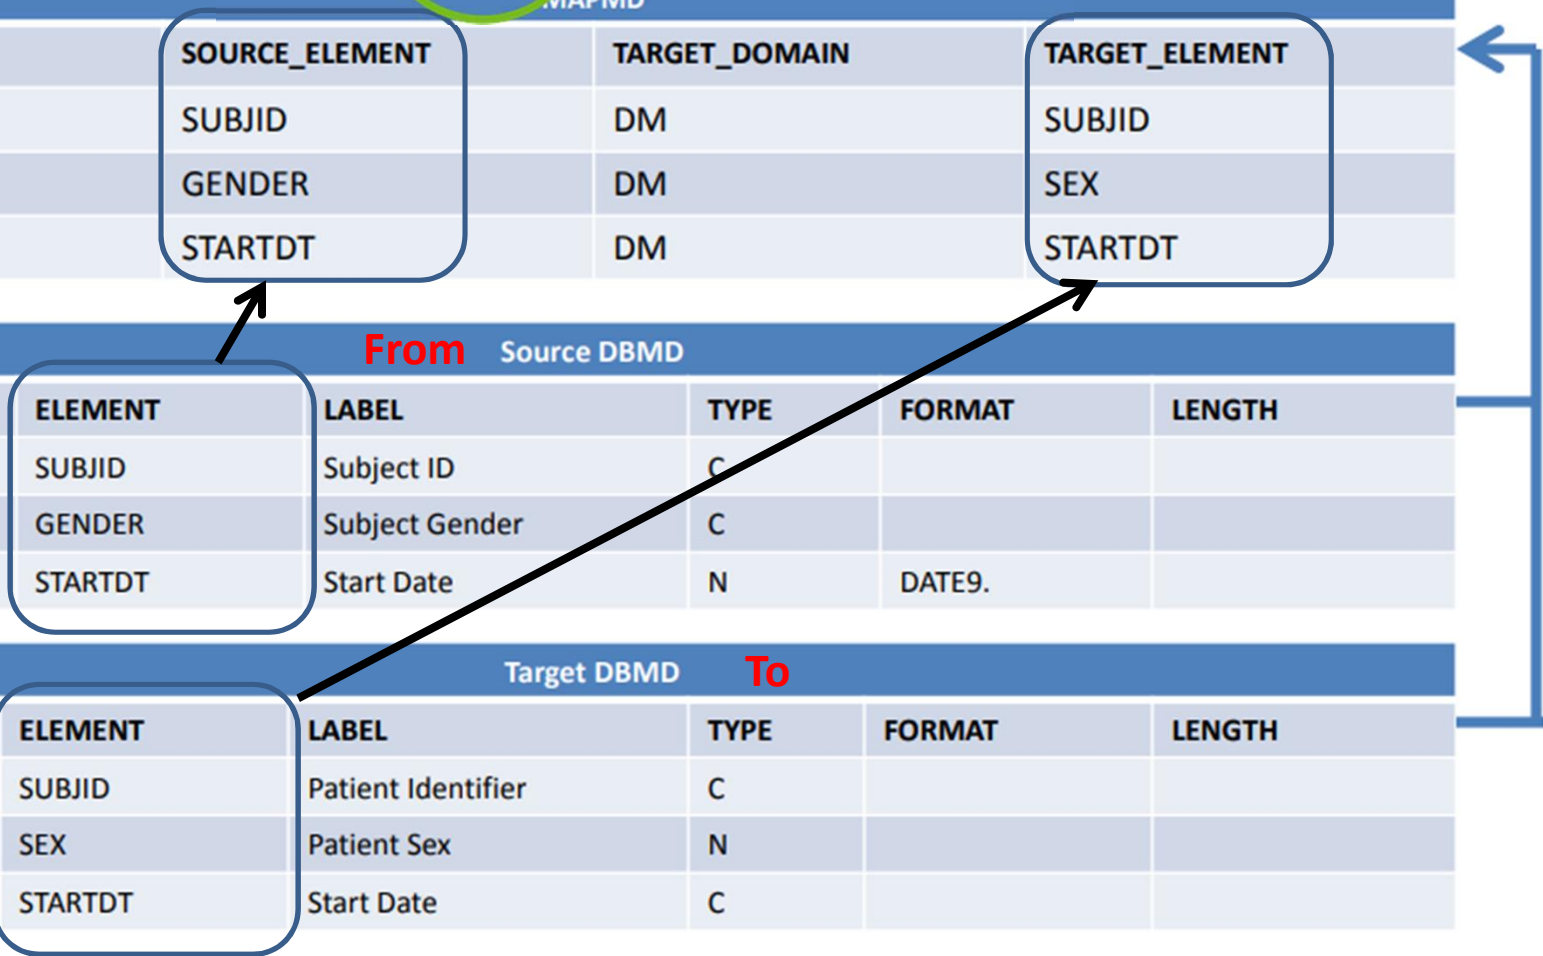 MAPMD
SOURCE_ELEMENT TARGET_DOMAIN TARGET_ELEMENT
SUBJID DM SUBJID
GENDER DM SEX
STARTDT DM STARTDT
From Source DBMD
ELEMENT LABEL TYPE FORMAT LENGTH
SUBJID Subject ID C
GENDER Subject Gender C
STARTDT Start Date N DATE9.
Target DBMD To
ELEMENT LABEL TYPE FORMAT LENGTH
SUBJID Patient Identifier C
SEX Patient Sex N
STARTDT Start Date C